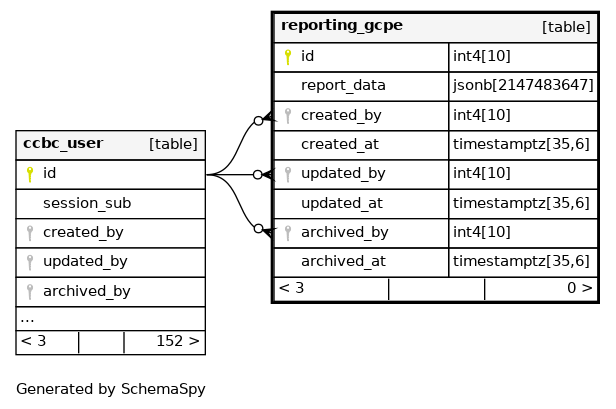 reporting_gcpe [table]
id int4[10]
report_data jsonb[2147483647]
created_by int4[10]
created_at timestamptz[35,6]
updated_by int4[10]
updated_at timestamptz[35,6]
archived_by int4[10]
archived_at timestamptz[35,6]
< 3 0 >
ccbc_user [table]
id
session_sub
created_by
updated_by
archived_by
...
< 3 152 >
Generated by SchemaSpy